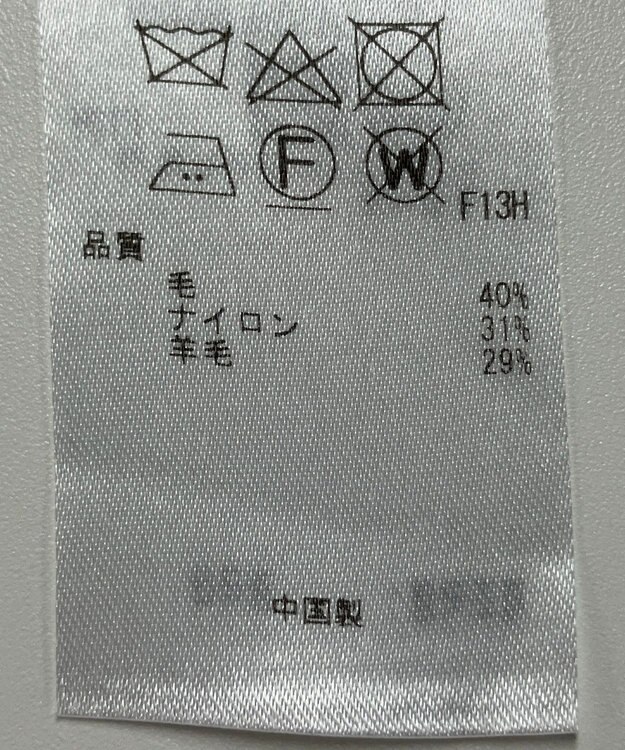 F W
F13H
品質
毛 40%
ナイロン 31%
羊毛 29%
中国製